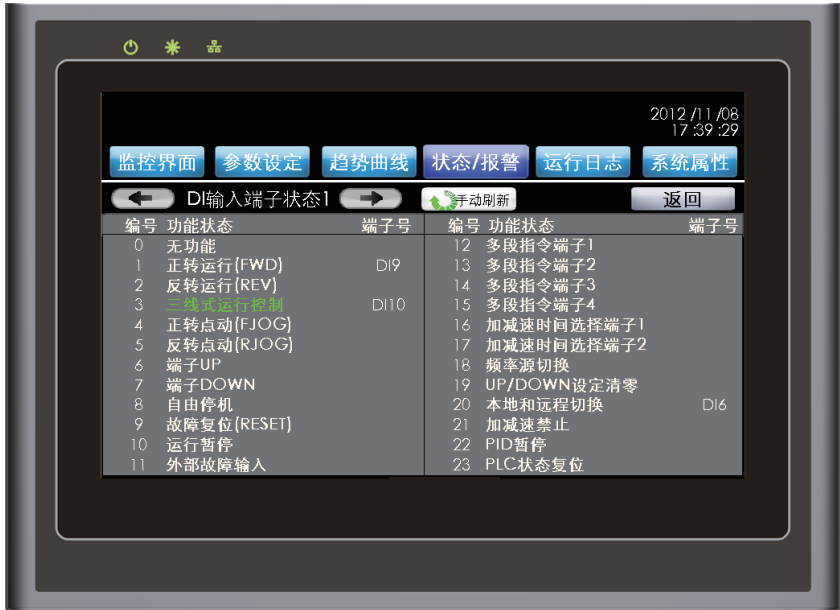 2012 /11 /08
17 :39 :29
监控界面 参数设定 趋势曲线 状态/报警 运行日志 系统属性
DI输入端子状态1 手动刷新 返回
编号 功能状态 端子号 编号 功能状态 端子号
0 无功能 12 多段指令端子1
1 正转运行(FWD) DI9 13 多段指令端子2
2 反转运行(REV) 14 多段指令端子3
3 三线式运行控制 DI10 15 多段指令端子4
4 正转点动(FJOG) 16 加减速时间选择端子1
5 反转点动(RJOG) 17 加减速时间选择端子2
6 端子UP 18 频率源切换
7 端子DOWN 19 UP/DOWN设定清零
8 自由停机 20 本地和远程切换 DI6
9 故障复位(RESET) 21 加减速禁止
10 运行暂停 22 PID暂停
11 外部故障输入 23 PLC状态复位